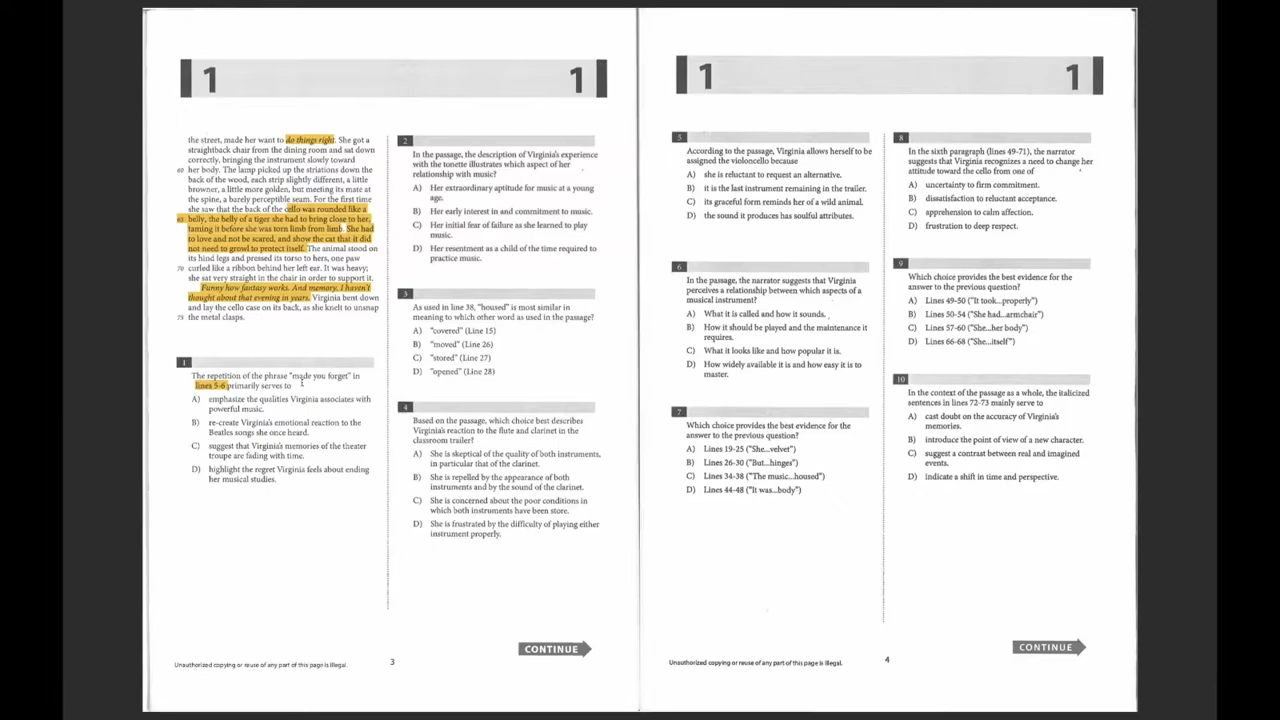 1 1
the street, made her want to do things right. She got a
straightback chair from the dining room and sat down
correctly, bringing the instrument slowly toward
60 her body. The lamp picked up the striations down the
back of the wood, each strip slightly different, a little
browner, a little more golden, but meeting its mate at
the spine, a barely perceptible seam. For the first time
she saw that the back of the cello was rounded like a
65 belly, the belly of a tiger she had to bring close to her,
taming it before she was torn limb from limb. She had
to love and not be scared, and show the cat that it did
not need to growl to protect itself. The animal stood on
its hind legs and pressed its torso to hers, one paw
70 curled like a ribbon behind her left ear. It was heavy;
she sat very straight in the chair in order to support it.
Funny how fantasy works. And memory. I haven't
thought about that evening in years. Virginia bent down
and lay the cello case on its back, as she knelt to unsnap
75 the metal clasps.
1
The repetition of the phrase "made you forget" in
lines 5-6 primarily serves to
A) emphasize the qualities Virginia associates with
powerful music.
B) re-create Virginia's emotional reaction to the
Beatles songs she once heard.
C) suggest that Virginia's memories of the theater
troupe are fading with time.
D) highlight the regret Virginia feels about ending
her musical studies.
2
In the passage, the description of Virginia's experience
with the tonette illustrates which aspect of her
relationship with music?
A) Her extraordinary aptitude for music at a young
age.
B) Her early interest in and commitment to music.
C) Her initial fear of failure as she learned to play
music.
D) Her resentment as a child of the time required to
practice music.
3
As used in line 38, "housed" is most similar in
meaning to which other word as used in the passage?
A) "covered" (Line 15)
B) "moved" (Line 26)
C) "stored" (Line 27)
D) "opened" (Line 28)
4
Based on the passage, which choice best describes
Virginia's reaction to the flute and clarinet in the
classroom trailer?
A) She is skeptical of the quality of both instruments,
in particular that of the clarinet.
B) She is repelled by the appearance of both
instruments and by the sound of the clarinet.
C) She is concerned about the poor conditions in
which both instruments have been store.
D) She is frustrated by the difficulty of playing either
instrument properly.
CONTINUE
Unauthorized copying or reuse of any part of this page is illegal.
3
1 1
5
According to the passage, Virginia allows herself to be
assigned the violoncello because
A) she is reluctant to request an alternative.
B) it is the last instrument remaining in the trailer.
C) its graceful form reminds her of a wild animal.
D) the sound it produces has soulful attributes.
6
In the passage, the narrator suggests that Virginia
perceives a relationship between which aspects of a
musical instrument?
A) What it is called and how it sounds.
B) How it should be played and the maintenance it
requires.
C) What it looks like and how popular it is.
D) How widely available it is and how easy it is to
master.
7
Which choice provides the best evidence for the
answer to the previous question?
A) Lines 19-25 ("She...velvet")
B) Lines 26-30 ("But...hinges")
C) Lines 34-38 ("The music...housed")
D) Lines 44-48 ("It was...body")
8
In the sixth paragraph (lines 49-71), the narrator
suggests that Virginia recognizes a need to change her
attitude toward the cello from one of
A) uncertainty to firm commitment.
B) dissatisfaction to reluctant acceptance.
C) apprehension to calm affection.
D) frustration to deep respect.
9
Which choice provides the best evidence for the
answer to the previous question?
A) Lines 49-50 ("It took...properly")
B) Lines 50-54 ("She had...armchair")
C) Lines 57-60 ("She...her body")
D) Lines 66-68 ("She...itself")
10
In the context of the passage as a whole, the italicized
sentences in lines 72-73 mainly serve to
A) cast doubt on the accuracy of Virginia's
memories.
B) introduce the point of view of a new character.
C) suggest a contrast between real and imagined
events.
D) indicate a shift in time and perspective.
CONTINUE
Unauthorized copying or reuse of any part of this page is illegal.
4